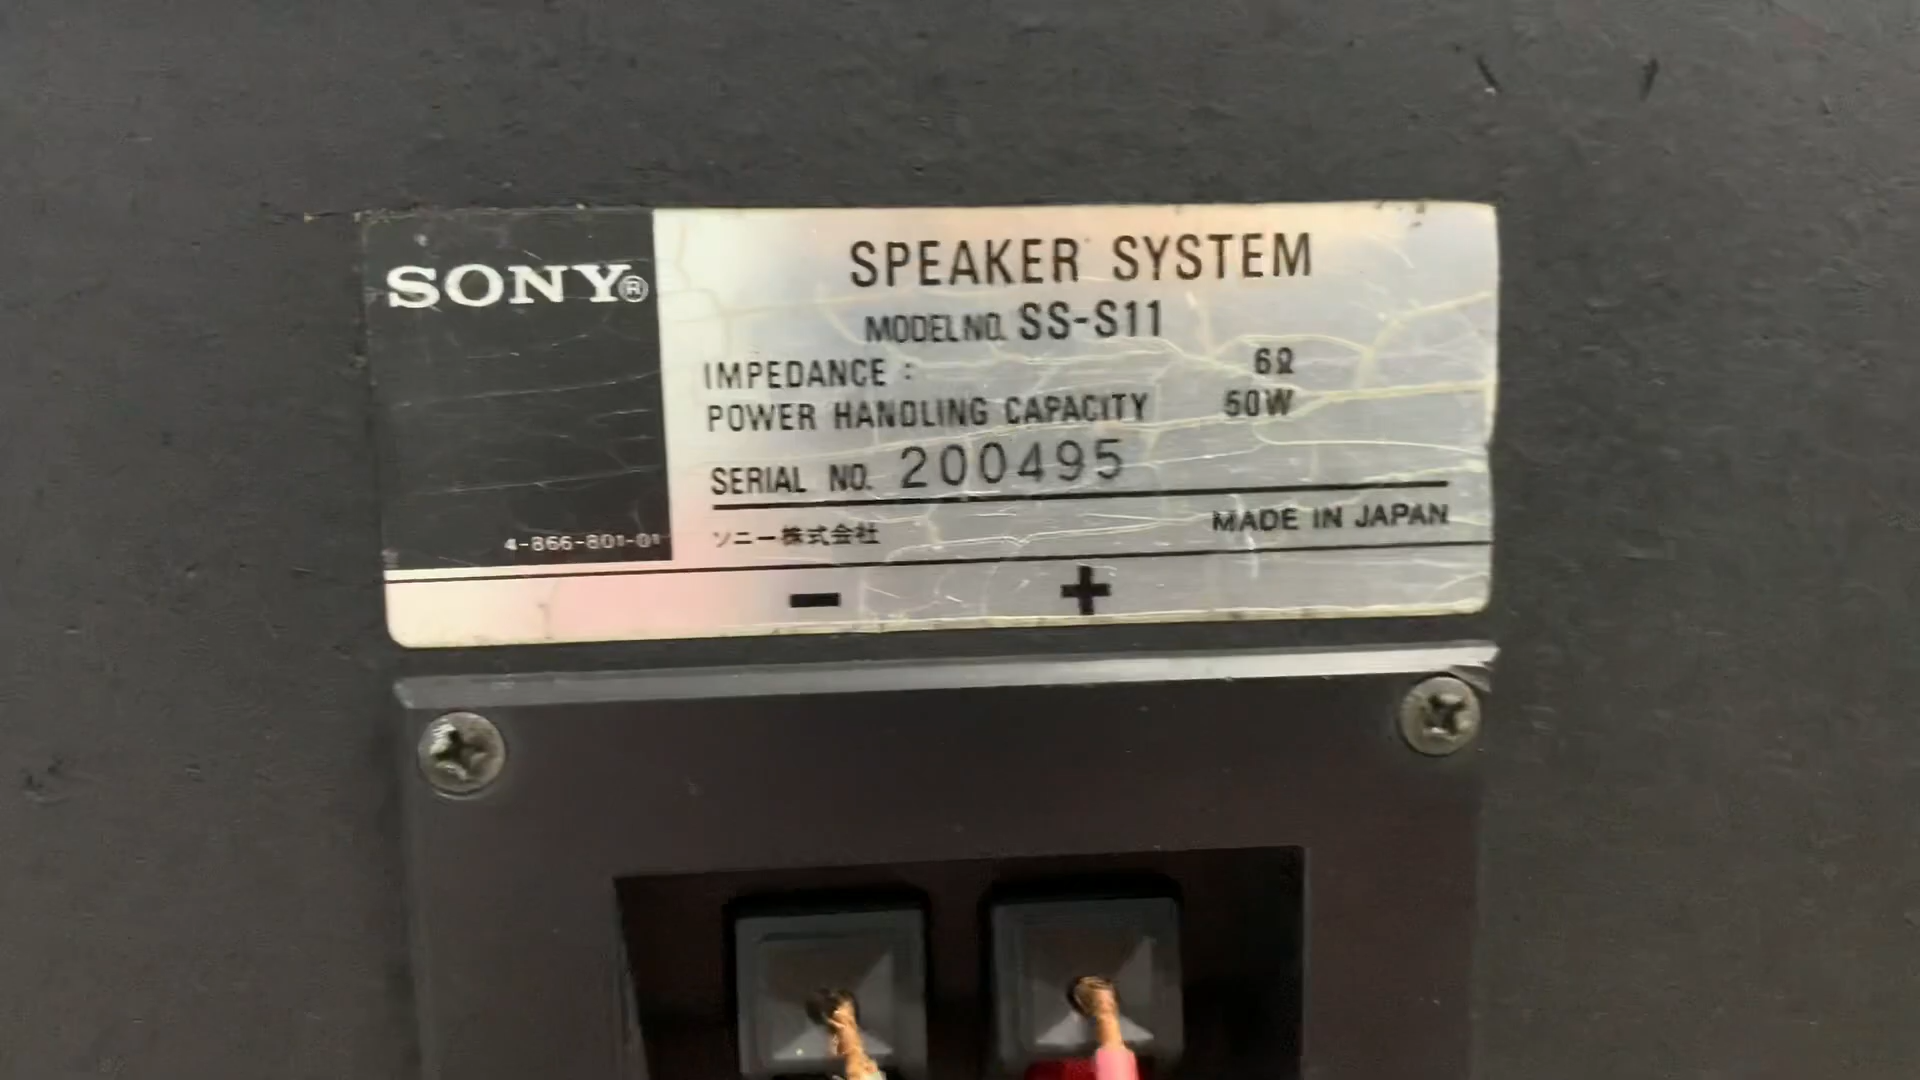 SONY®
SPEAKER SYSTEM
MODEL NO. SS-S11
IMPEDANCE : 6Ω
POWER HANDLING CAPACITY 50W
SERIAL NO. 200495
4-866-801-01
ソニー株式会社 MADE IN JAPAN
− +